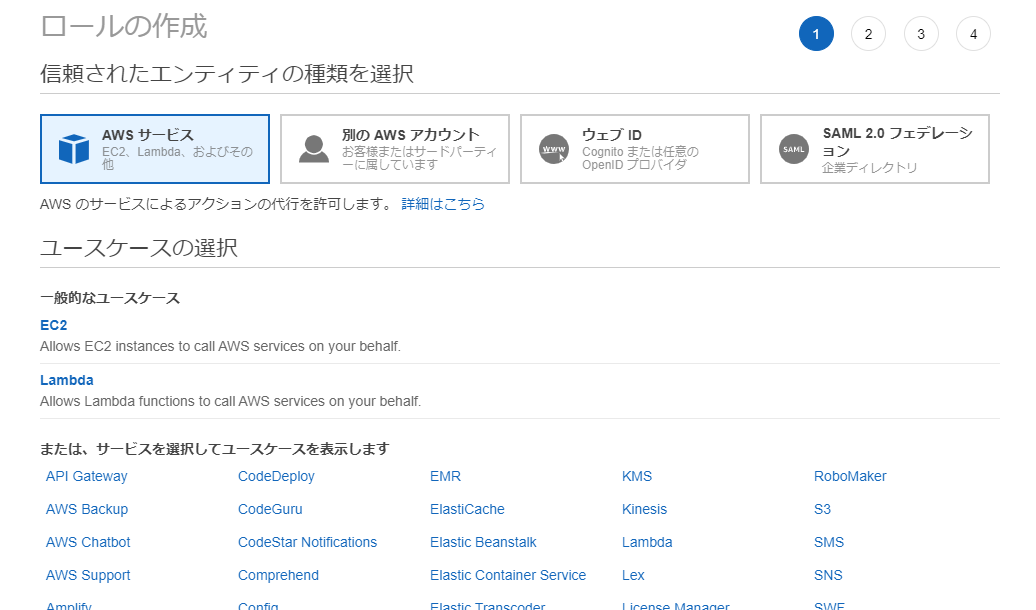 ロールの作成
1 2 3 4
信頼されたエンティティの種類を選択
AWS サービス
EC2、Lambda、およびその
他
別の AWS アカウント
お客様またはサードパーティ
ーに属しています
WWW
ウェブ ID
Cognito または任意の
OpenID プロバイダ
SAML
SAML 2.0 フェデレーシ
ョン
企業ディレクトリ
AWS のサービスによるアクションの代行を許可します。 詳細はこちら
ユースケースの選択
一般的なユースケース
EC2
Allows EC2 instances to call AWS services on your behalf.
Lambda
Allows Lambda functions to call AWS services on your behalf.
または、サービスを選択してユースケースを表示します
API Gateway CodeDeploy EMR KMS RoboMaker
AWS Backup CodeGuru ElastiCache Kinesis S3
AWS Chatbot CodeStar Notifications Elastic Beanstalk Lambda SMS
AWS Support Comprehend Elastic Container Service Lex SNS
Amplify Config Elastic Transcoder License Manager SWF